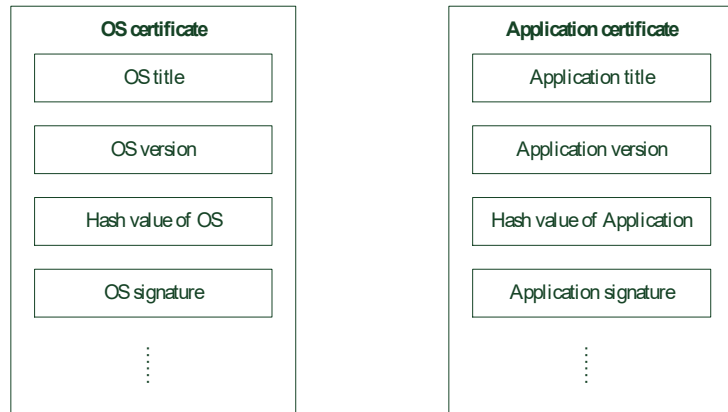 OS certificate
OS title
OS version
Hash value of OS
OS signature
Application certificate
Application title
Application version
Hash value of Application
Application signature